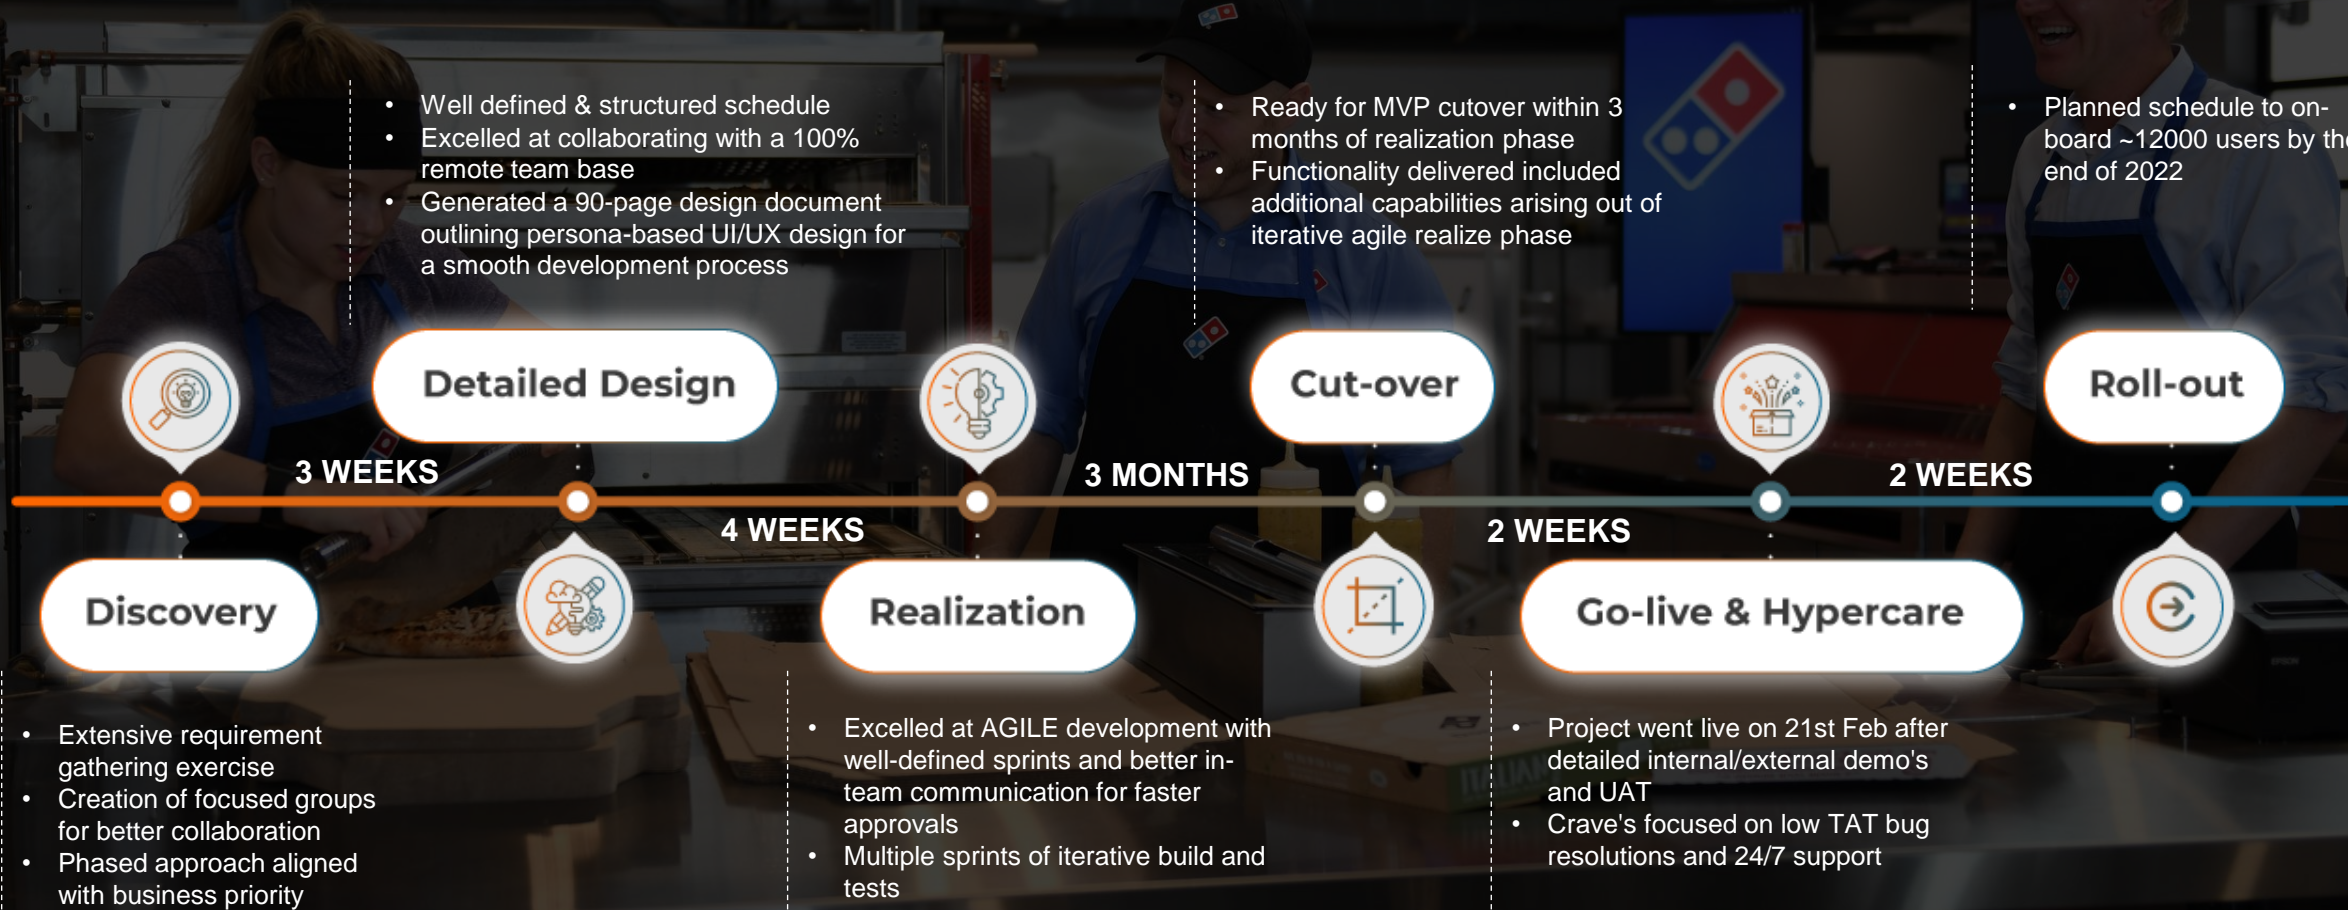 • Well defined & structured schedule
• Excelled at collaborating with a 100%
remote team base
• Generated a 90-page design document
outlining persona-based UI/UX design for
a smooth development process
• Ready for MVP cutover within 3
months of realization phase
• Functionality delivered included
additional capabilities arising out of
iterative agile realize phase
• Planned schedule to on-
board ~12000 users by the
end of 2022
Detailed Design
Cut-over
Roll-out
3 WEEKS
3 MONTHS
2 WEEKS
4 WEEKS
2 WEEKS
Discovery
Realization
Go-live & Hypercare
• Extensive requirement
gathering exercise
• Creation of focused groups
for better collaboration
• Phased approach aligned
with business priority
• Excelled at AGILE development with
well-defined sprints and better in-
team communication for faster
approvals
• Multiple sprints of iterative build and
tests
• Project went live on 21st Feb after
detailed internal/external demo's
and UAT
• Crave's focused on low TAT bug
resolutions and 24/7 support
EPSON